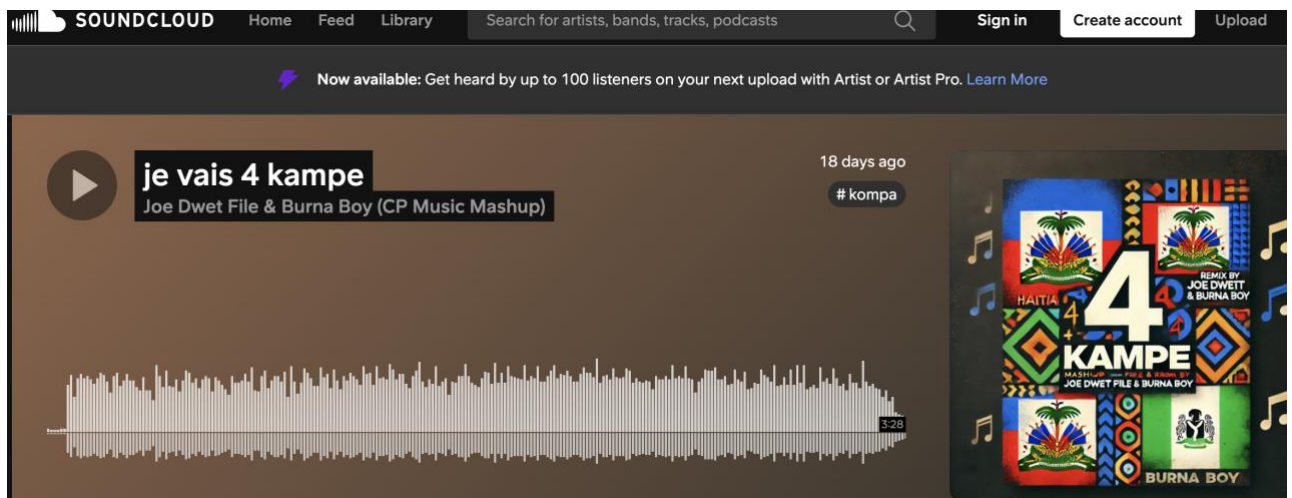 SOUNDCLOUD Home Feed Library Search for artists, bands, tracks, podcasts Sign in Create account Upload
Now available: Get heard by up to 100 listeners on your next upload with Artist or Artist Pro. Learn More
je vais 4 kampe
Joe Dwet File & Burna Boy (CP Music Mashup)
18 days ago
# kompa
3:28
HAITIA
4
REMIX BY
JOE DWETT
& BURNA BOY
4
KAMPE
JOE DWET FILE & BURNA BOY
BURNA BOY